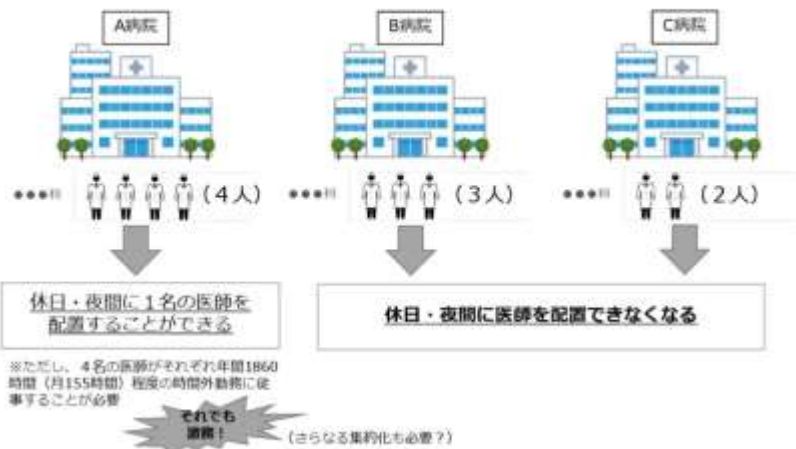 A病院
B病院
C病院
●●●科
(4人)
●●●科
(3人)
●●●科
(2人)
休日・夜間に1名の医師を
配置することができる
休日・夜間に医師を配置できなくなる
※ただし、4名の医師がそれぞれ年間1860
時間(月155時間)程度の時間外勤務に従
事することが必要
それでも
激務!
(さらなる集約化も必要?)